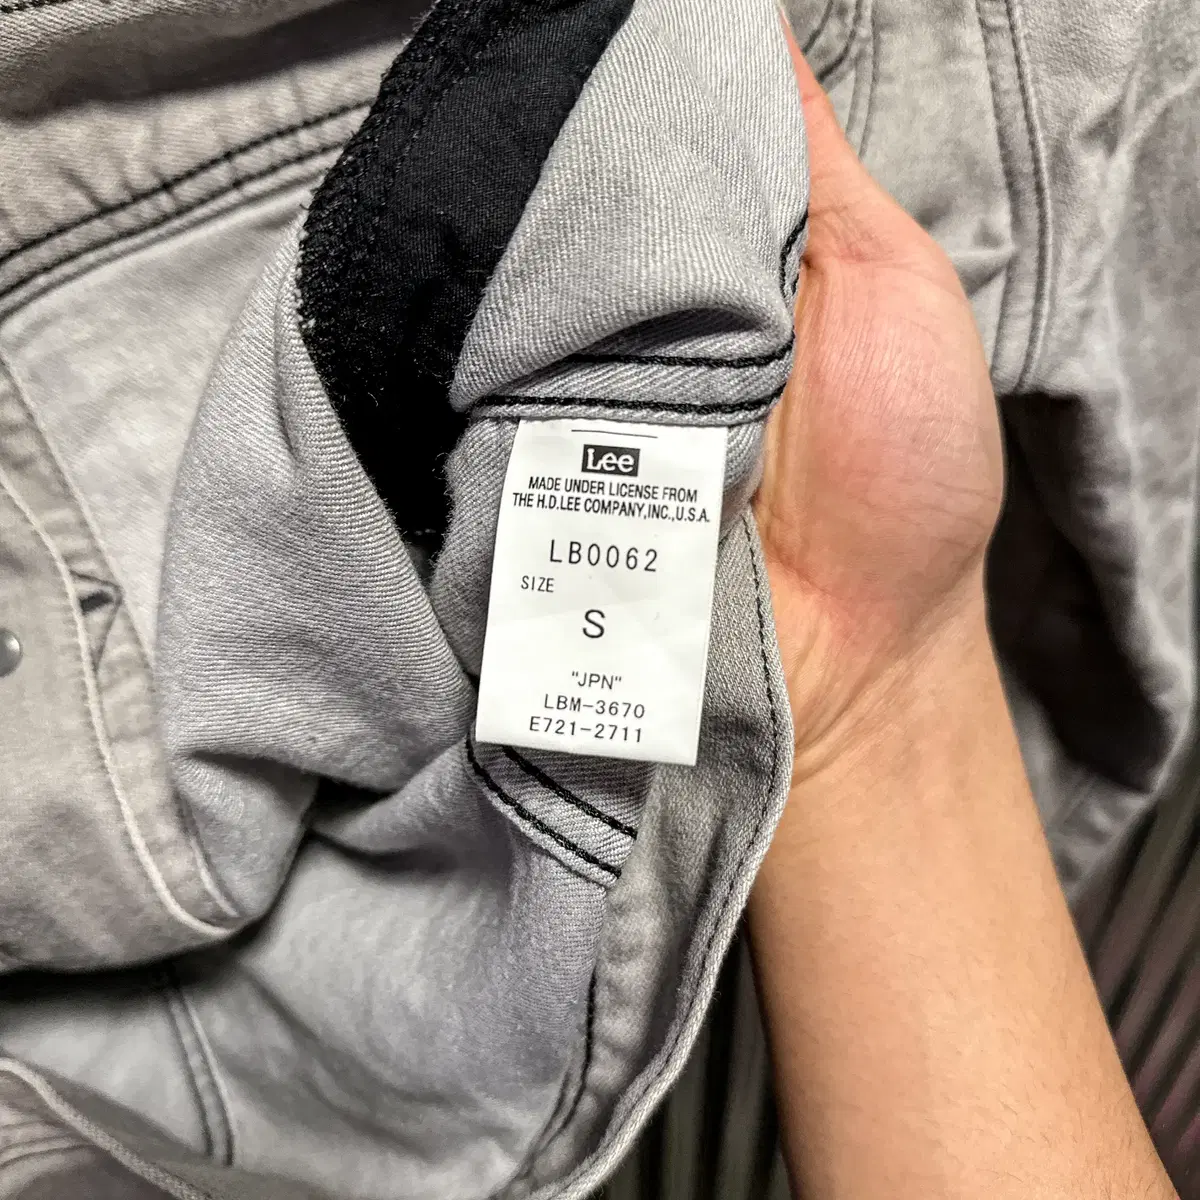 Lee
MADE UNDER LICENSE FROM
THE H.D.LEE COMPANY,INC.,U.S.A.
LB0062
SIZE
S
"JPN"
LBM-3670
E721-2711